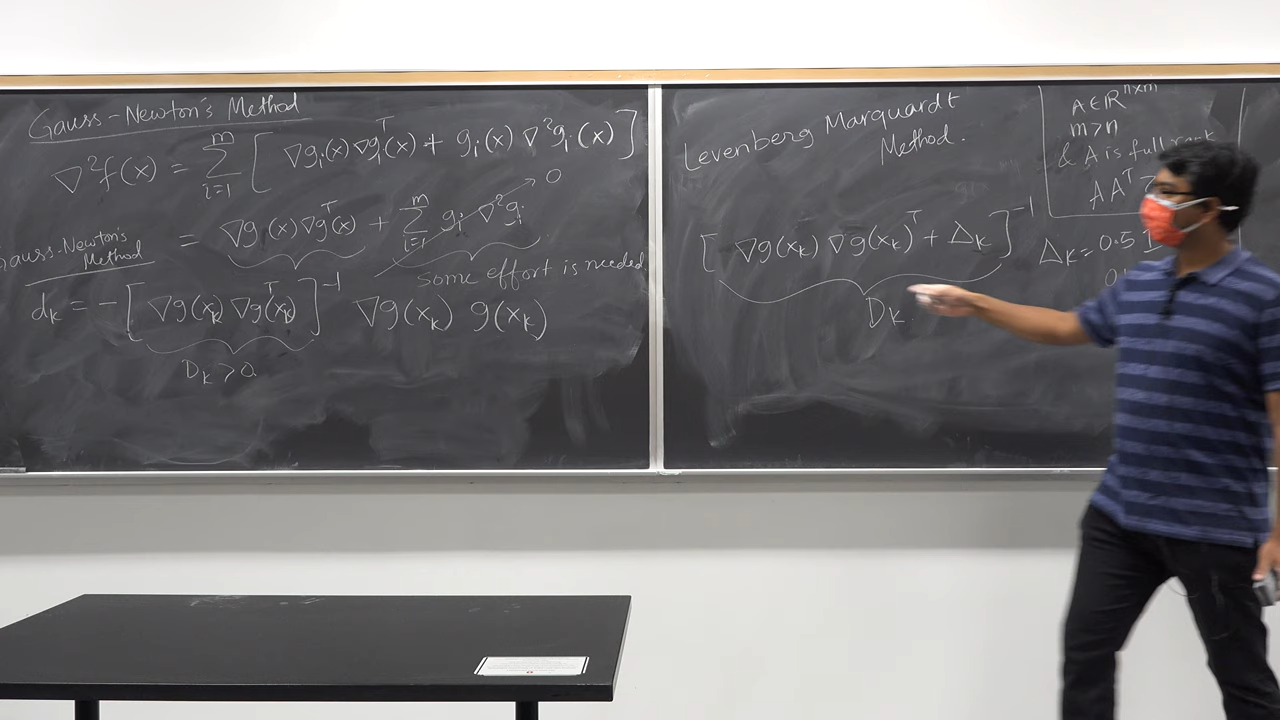 Gauss-Newton's Method
∇²f(x) = Σ_{i=1}^{m} [ ∇g_i(x) ∇g_i^T(x) + g_i(x) ∇²g_i(x) ]
= ∇g(x) ∇g^T(x) + Σ_{i=1}^{m} g_i ∇²g_i → 0
Some effort is needed
Gauss-Newton's
Method
d_k = - [ ∇g(x_k) ∇g^T(x_k) ]^{-1} ∇g(x_k) g(x_k)
D_k > 0.
Levenberg Marquardt
Method.
[ ∇g(x_k) ∇g(x_k)^T + Δ_k ]^{-1}
D_k.
A∈ℝ^{n×m}
m>n
& A is full rank
AA^T >
Δ_k = 0.5 I